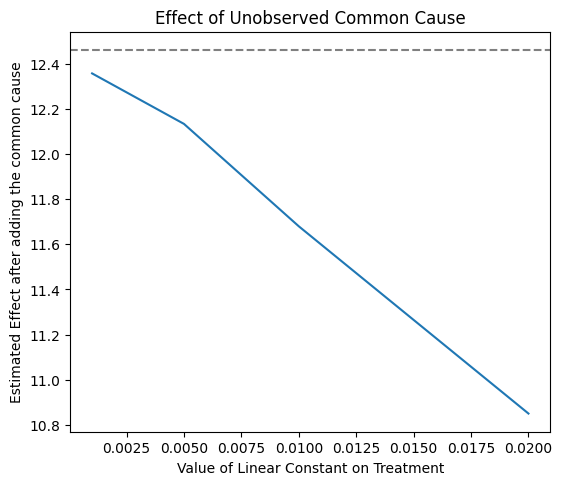 Effect of Unobserved Common Cause
Estimated Effect after adding the common cause
12.4
12.2
12.0
11.8
11.6
11.4
11.2
11.0
10.8
0.0025 0.0050 0.0075 0.0100 0.0125 0.0150 0.0175 0.0200
Value of Linear Constant on Treatment